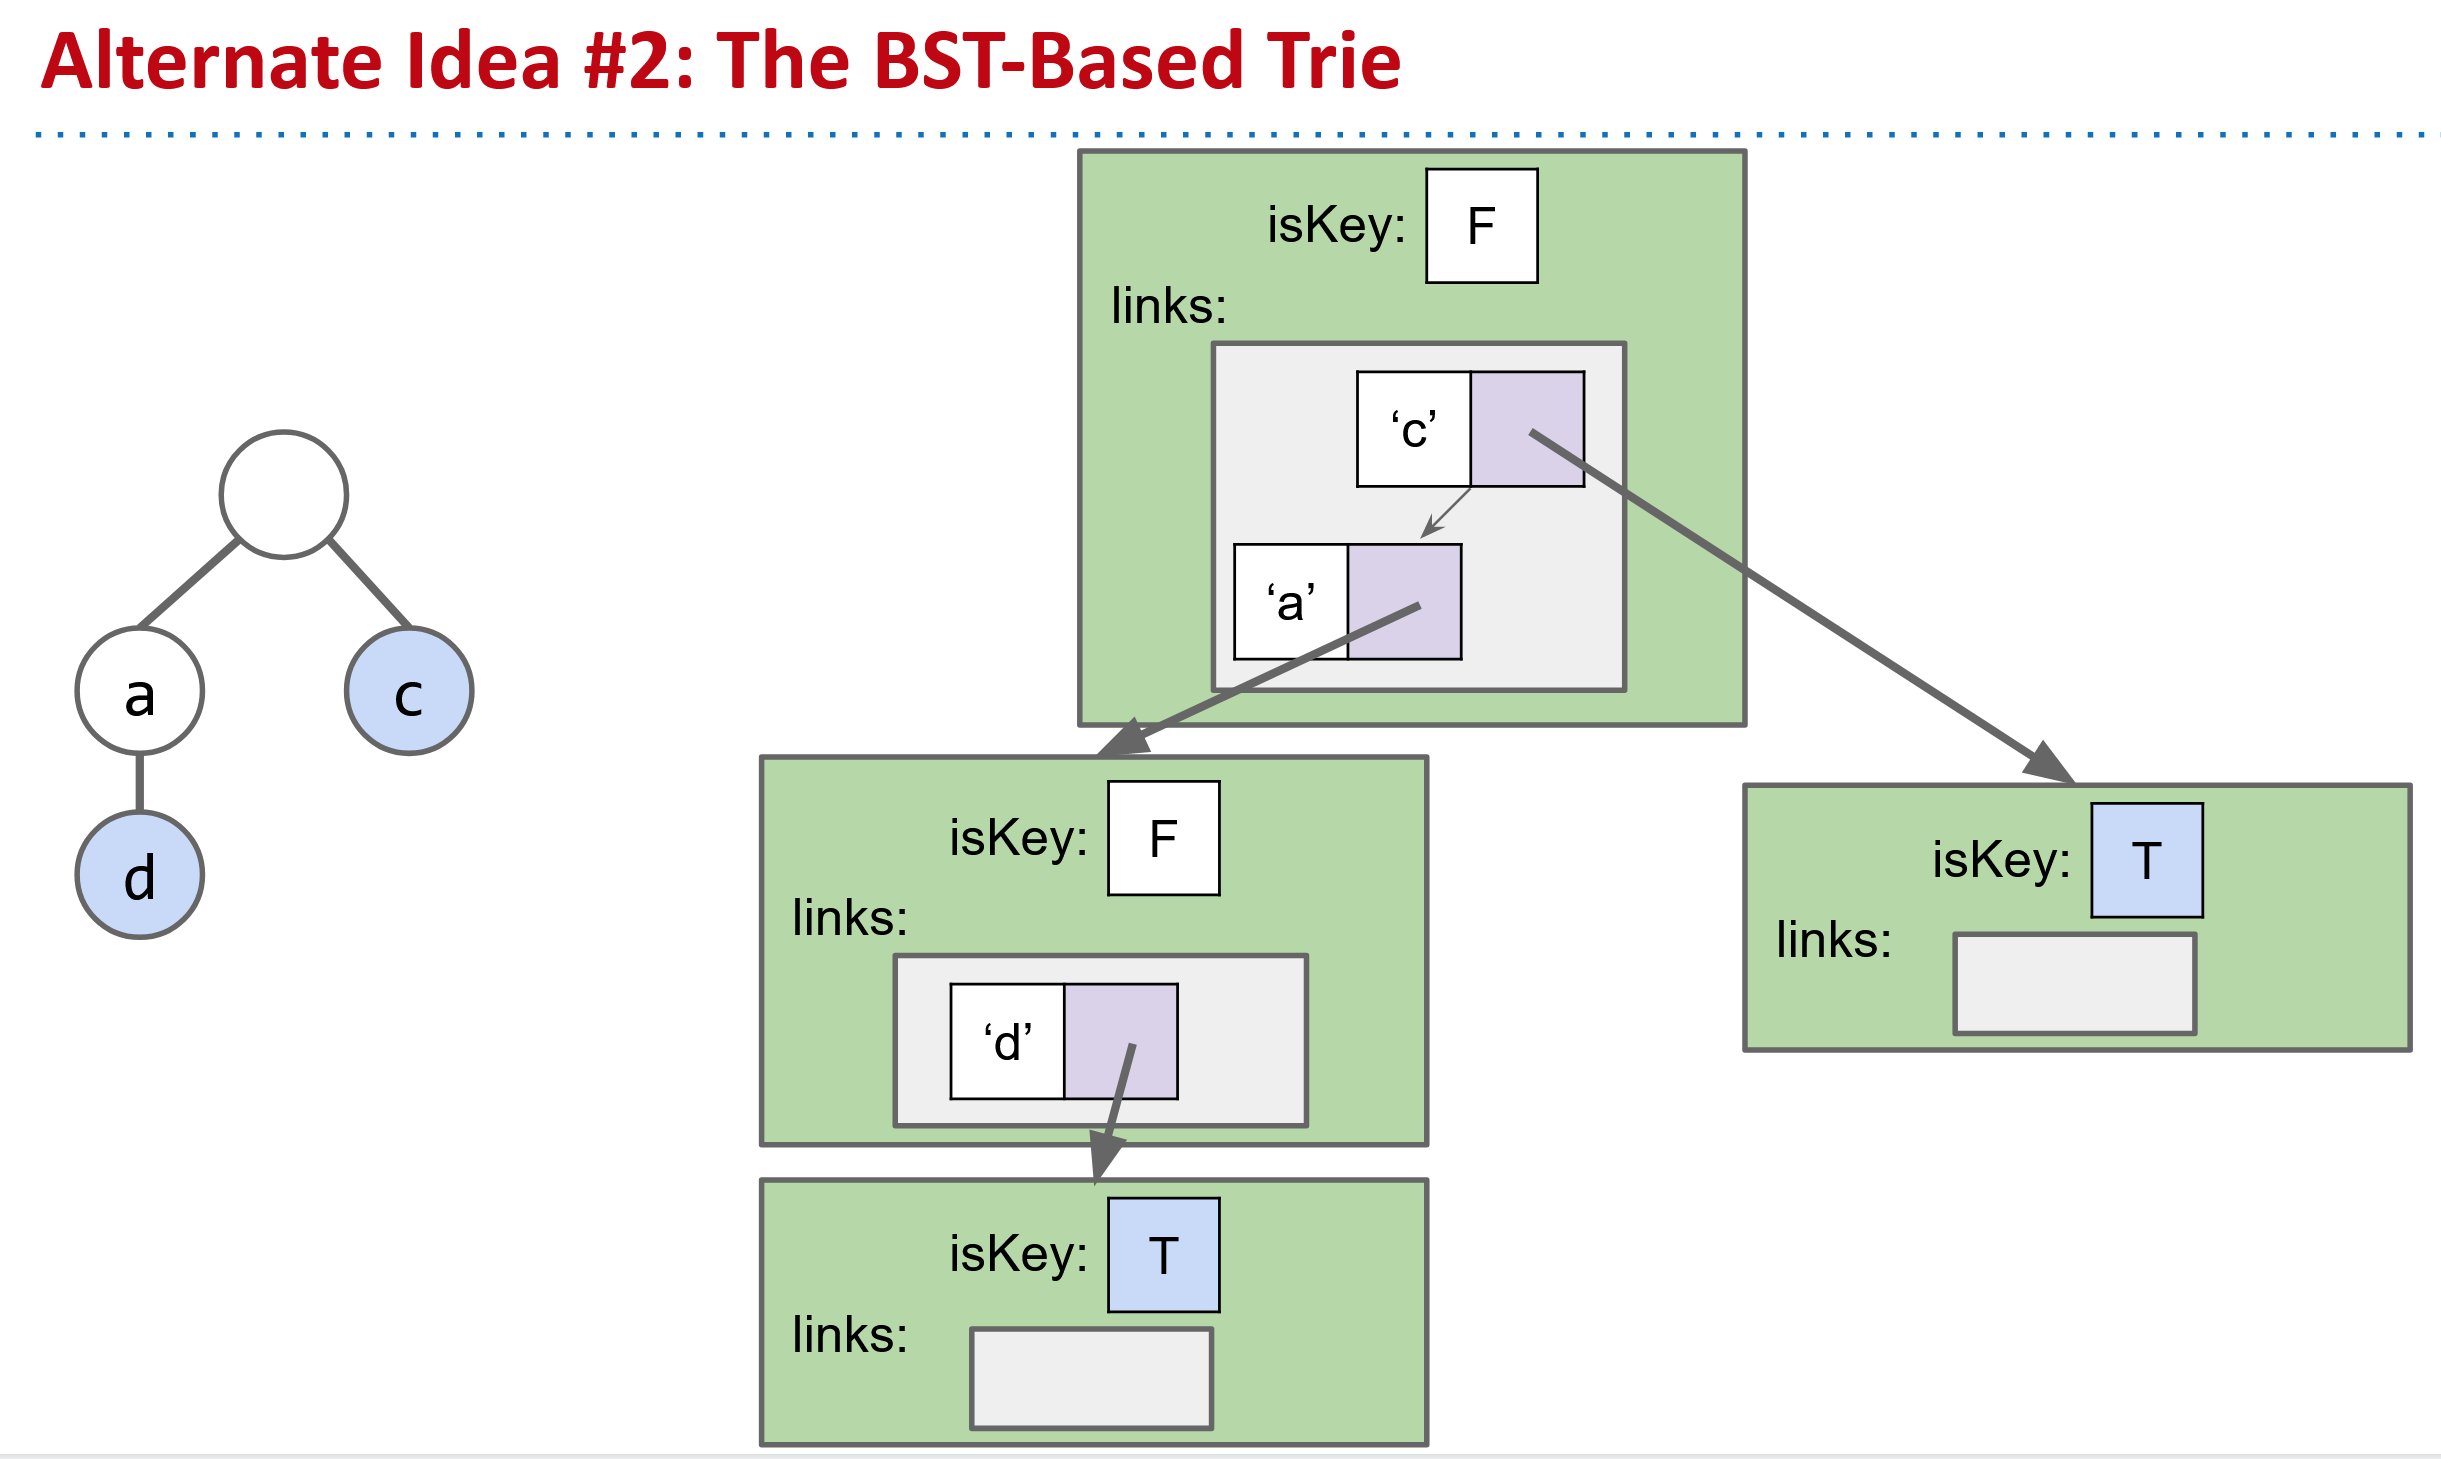 Alternate Idea #2: The BST-Based Trie
isKey: F
links:
‘c’
‘a’
a
c
d
isKey: F
links:
‘d’
isKey: T
links:
isKey: T
links: